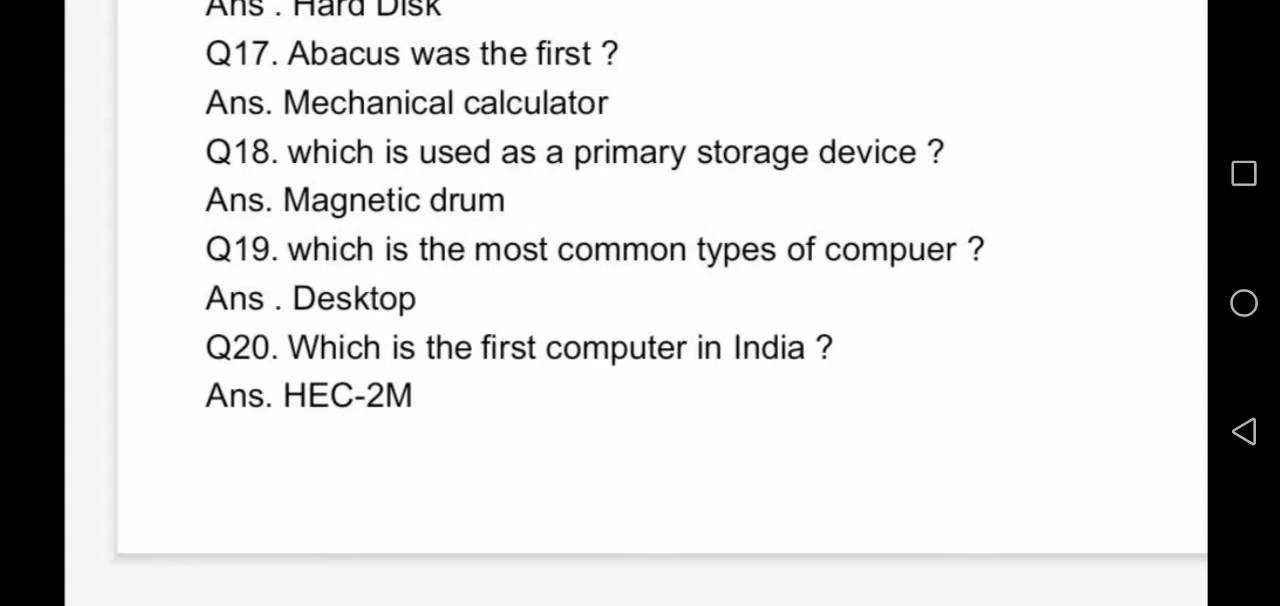 Ans . Hard Disk
Q17. Abacus was the first ?
Ans. Mechanical calculator
Q18. which is used as a primary storage device ?
Ans. Magnetic drum
Q19. which is the most common types of compuer ?
Ans . Desktop
Q20. Which is the first computer in India ?
Ans. HEC-2M